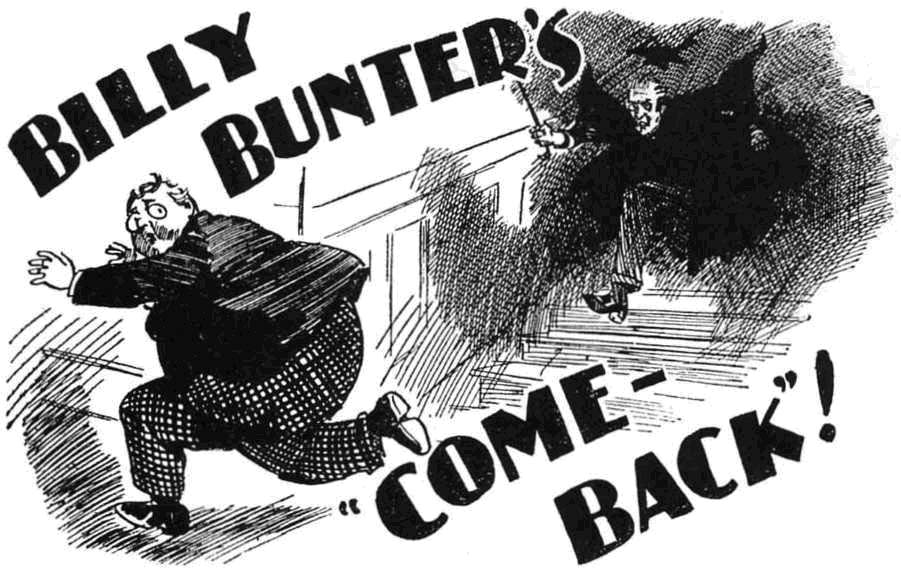 BILLY
BUNTER'S
"COME-
BACK"!